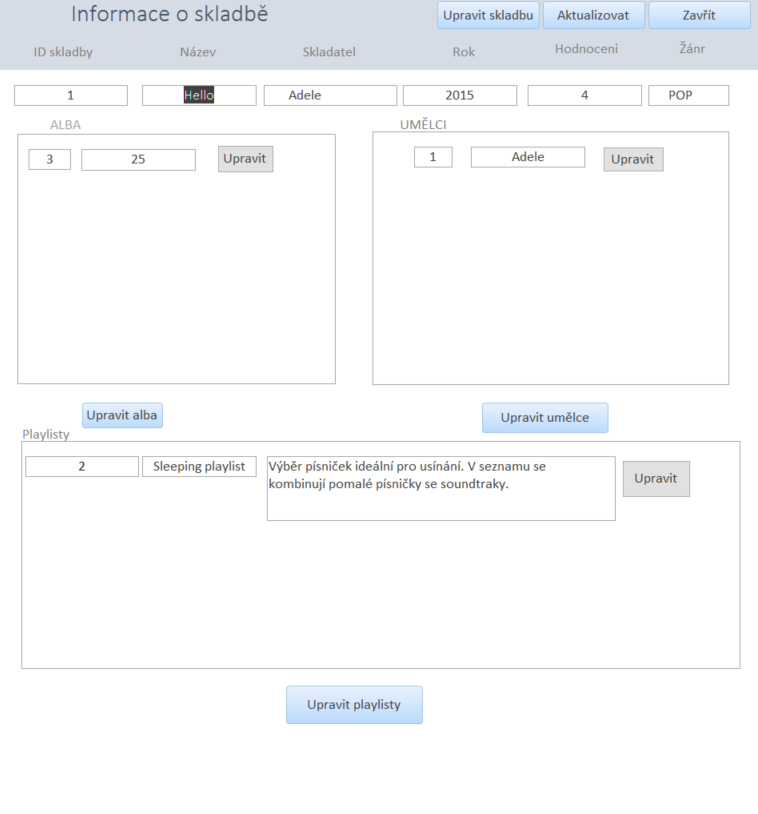 Informace o skladbě
Upravit skladbu
Aktualizovat
Zavřít
ID skladby
Název
Skladatel
Rok
Hodnoceni
Žánr
1
Hello
Adele
2015
4
POP
ALBA
UMĚLCI
3
25
Upravit
1
Adele
Upravit
Upravit alba
Upravit umělce
Playlisty
2
Sleeping playlist
Výběr písniček ideální pro usínání. V seznamu se
kombinují pomalé písničky se soundtraky.
Upravit
Upravit playlisty